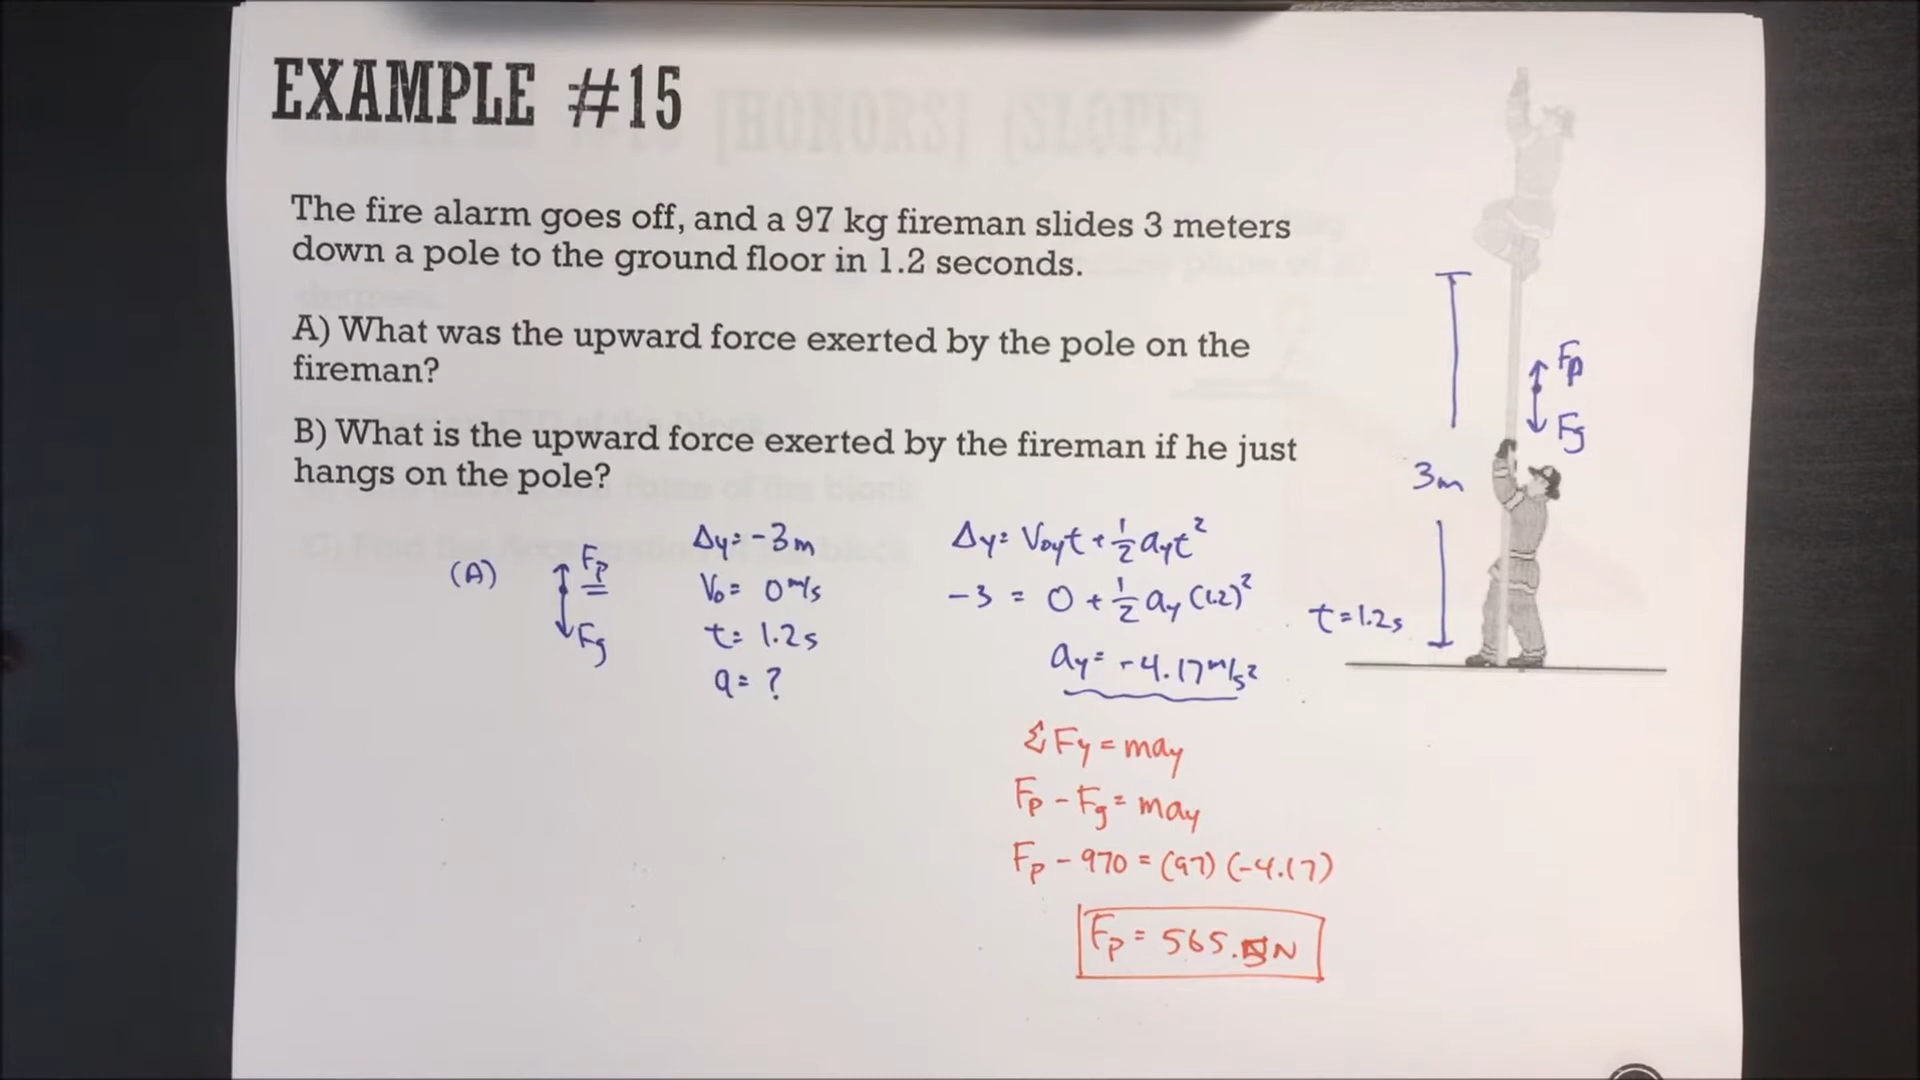 EXAMPLE #15
The fire alarm goes off, and a 97 kg fireman slides 3 meters
down a pole to the ground floor in 1.2 seconds.
A) What was the upward force exerted by the pole on the
fireman?
B) What is the upward force exerted by the fireman if he just
hangs on the pole?
Fp
Fg
3m
t=1.2s
(A)
Fp
Fg
Δy=-3m
V₀= 0m/s
t= 1.2s
a= ?
Δy= V₀yt+½ayt²
-3 = 0+½ay(1.2)²
ay= -4.17m/s²
ΣFy=may
Fp-Fg=may
Fp-970=(97)(-4.17)
Fp= 565.5N